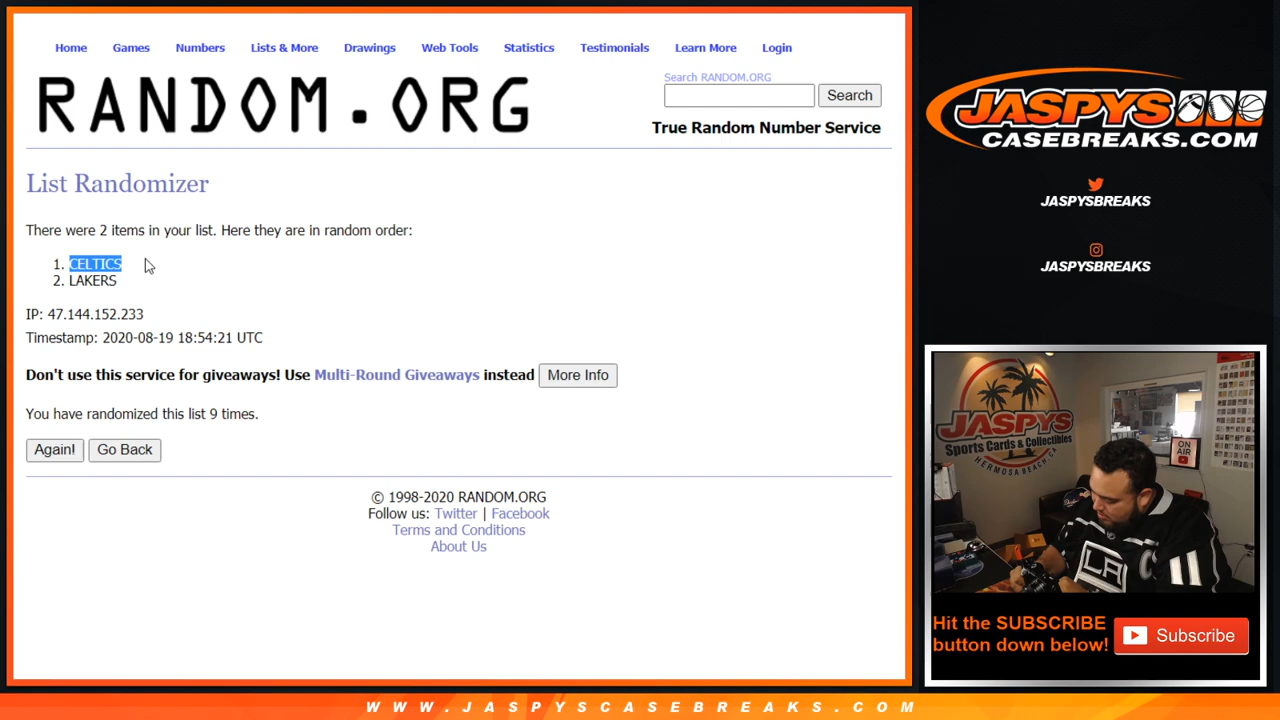 Home Games Numbers Lists & More Drawings Web Tools Statistics Testimonials Learn More Login
RANDOM.ORG
Search RANDOM.ORG
Search
True Random Number Service
List Randomizer
There were 2 items in your list. Here they are in random order:
1. CELTICS
2. LAKERS
IP: 47.144.152.233
Timestamp: 2020-08-19 18:54:21 UTC
Don't use this service for giveaways! Use Multi-Round Giveaways instead More Info
You have randomized this list 9 times.
Again! Go Back
© 1998-2020 RANDOM.ORG
Follow us: Twitter | Facebook
Terms and Conditions
About Us
JASPYS
CASEBREAKS.COM
JASPYSBREAKS
JASPYSBREAKS
JASPYS
Sports Cards & Collectibles
HERMOSA BEACH, CA
ON AIR
LA
C
Hit the SUBSCRIBE
button down below!
Subscribe
WWW.JASPYSCASEBREAKS.COM